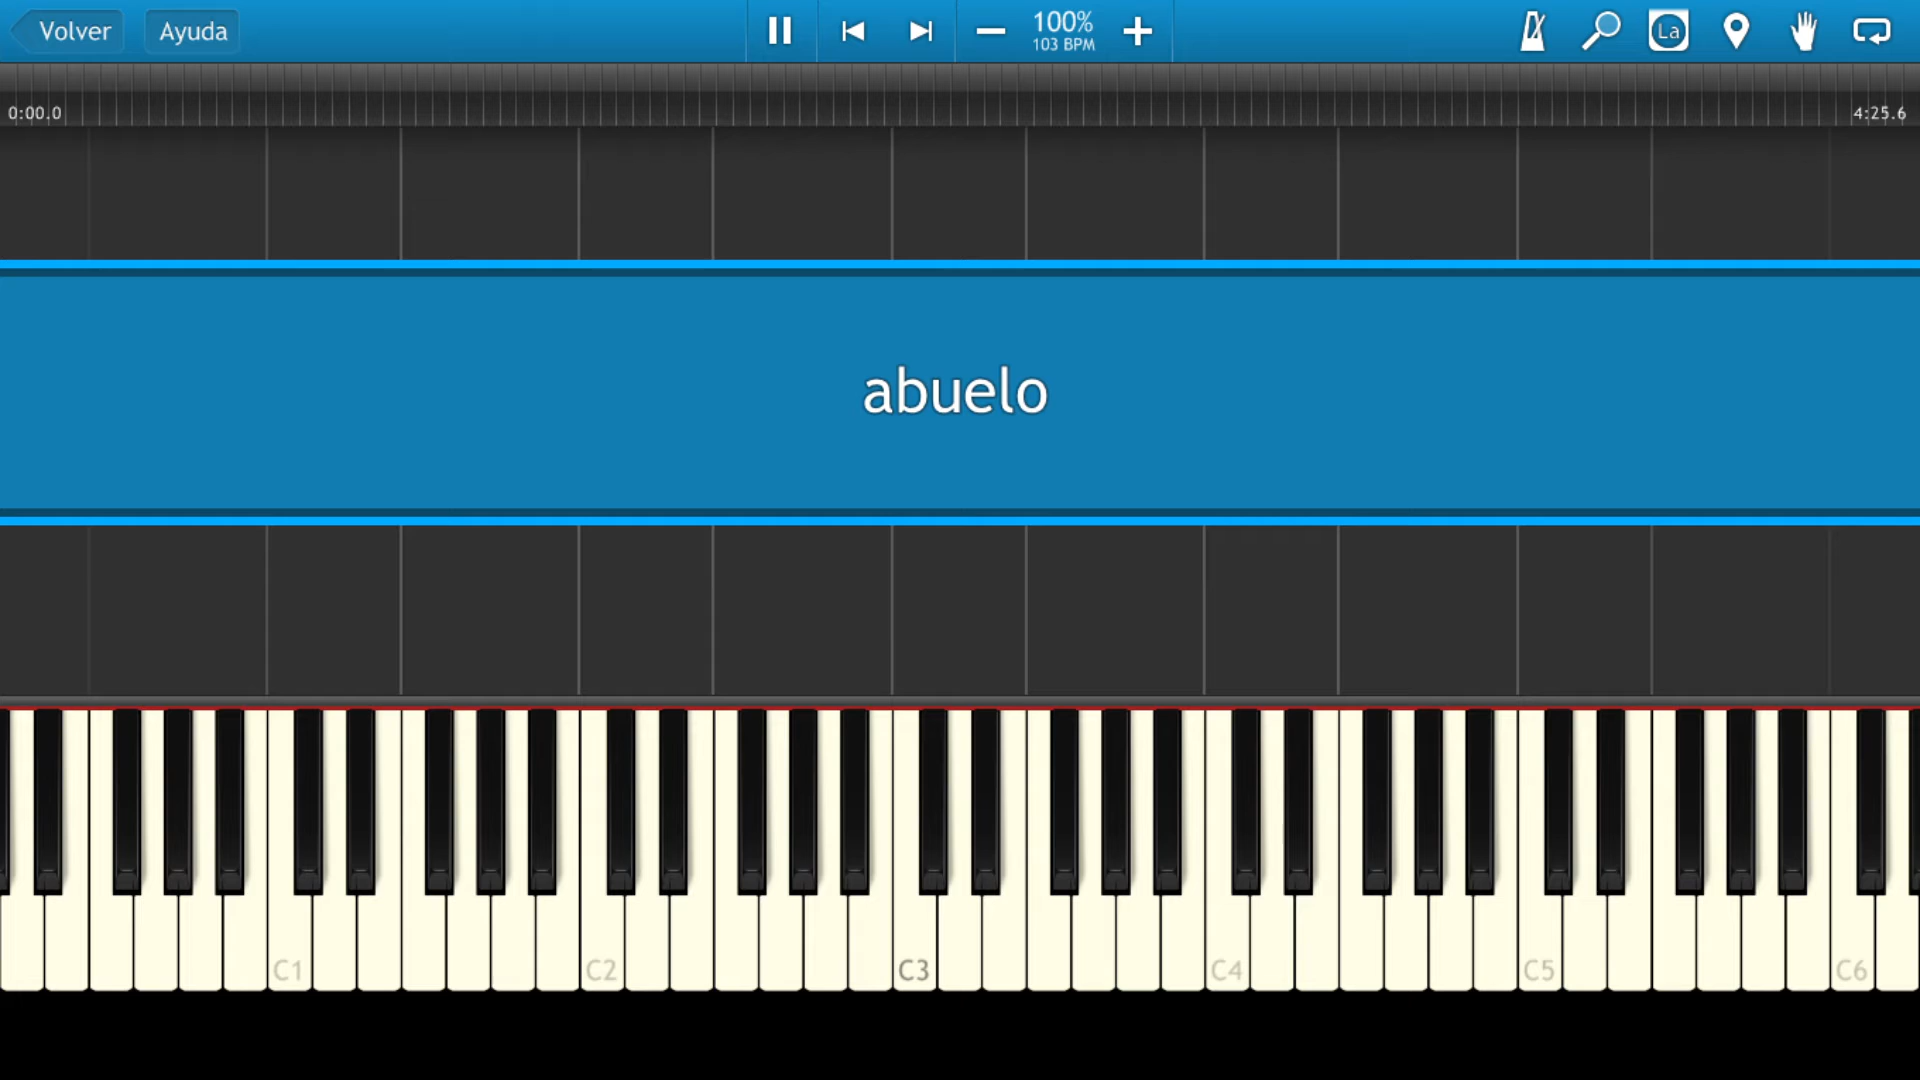 Volver
Ayuda
100%
103 BPM
La
0:00.0
4:25.6
abuelo
C1
C2
C3
C4
C5
C6